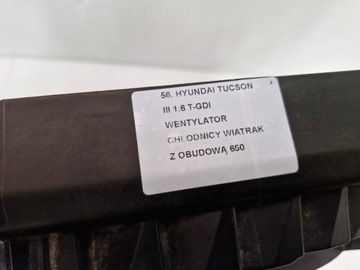 56. HYUNDAI TUCSON
III 1.6 T-GDI
WENTYLATOR
CHŁODNICY WIATRAK
Z OBUDOWĄ 650